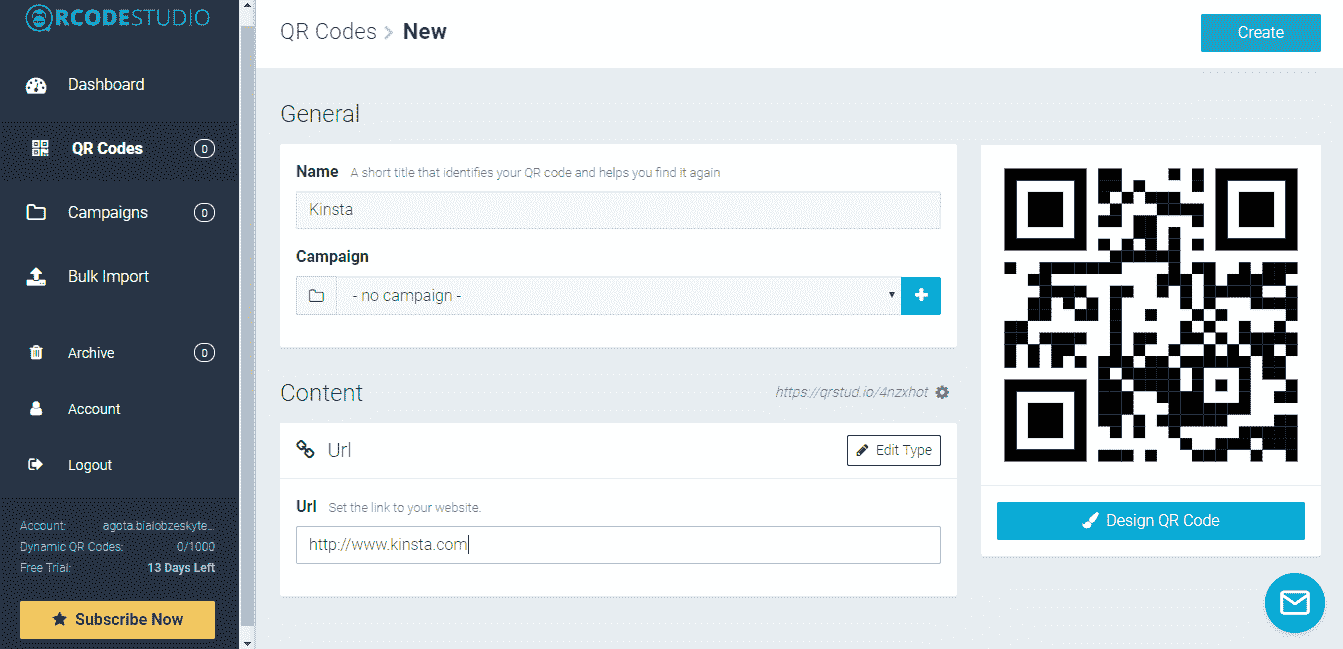 QRCODESTUDIO
Dashboard
QR Codes 0
Campaigns 0
Bulk Import
Archive 0
Account
Logout
Account: agota.bialobzeskyte...
Dynamic QR Codes: 0/1000
Free Trial: 13 Days Left
Subscribe Now
QR Codes > New
Create
General
Name A short title that identifies your QR code and helps you find it again
Kinsta
Campaign
- no campaign -
Content https://qrstud.io/4nzxhot
Url Edit Type
Url Set the link to your website.
http://www.kinsta.com
Design QR Code